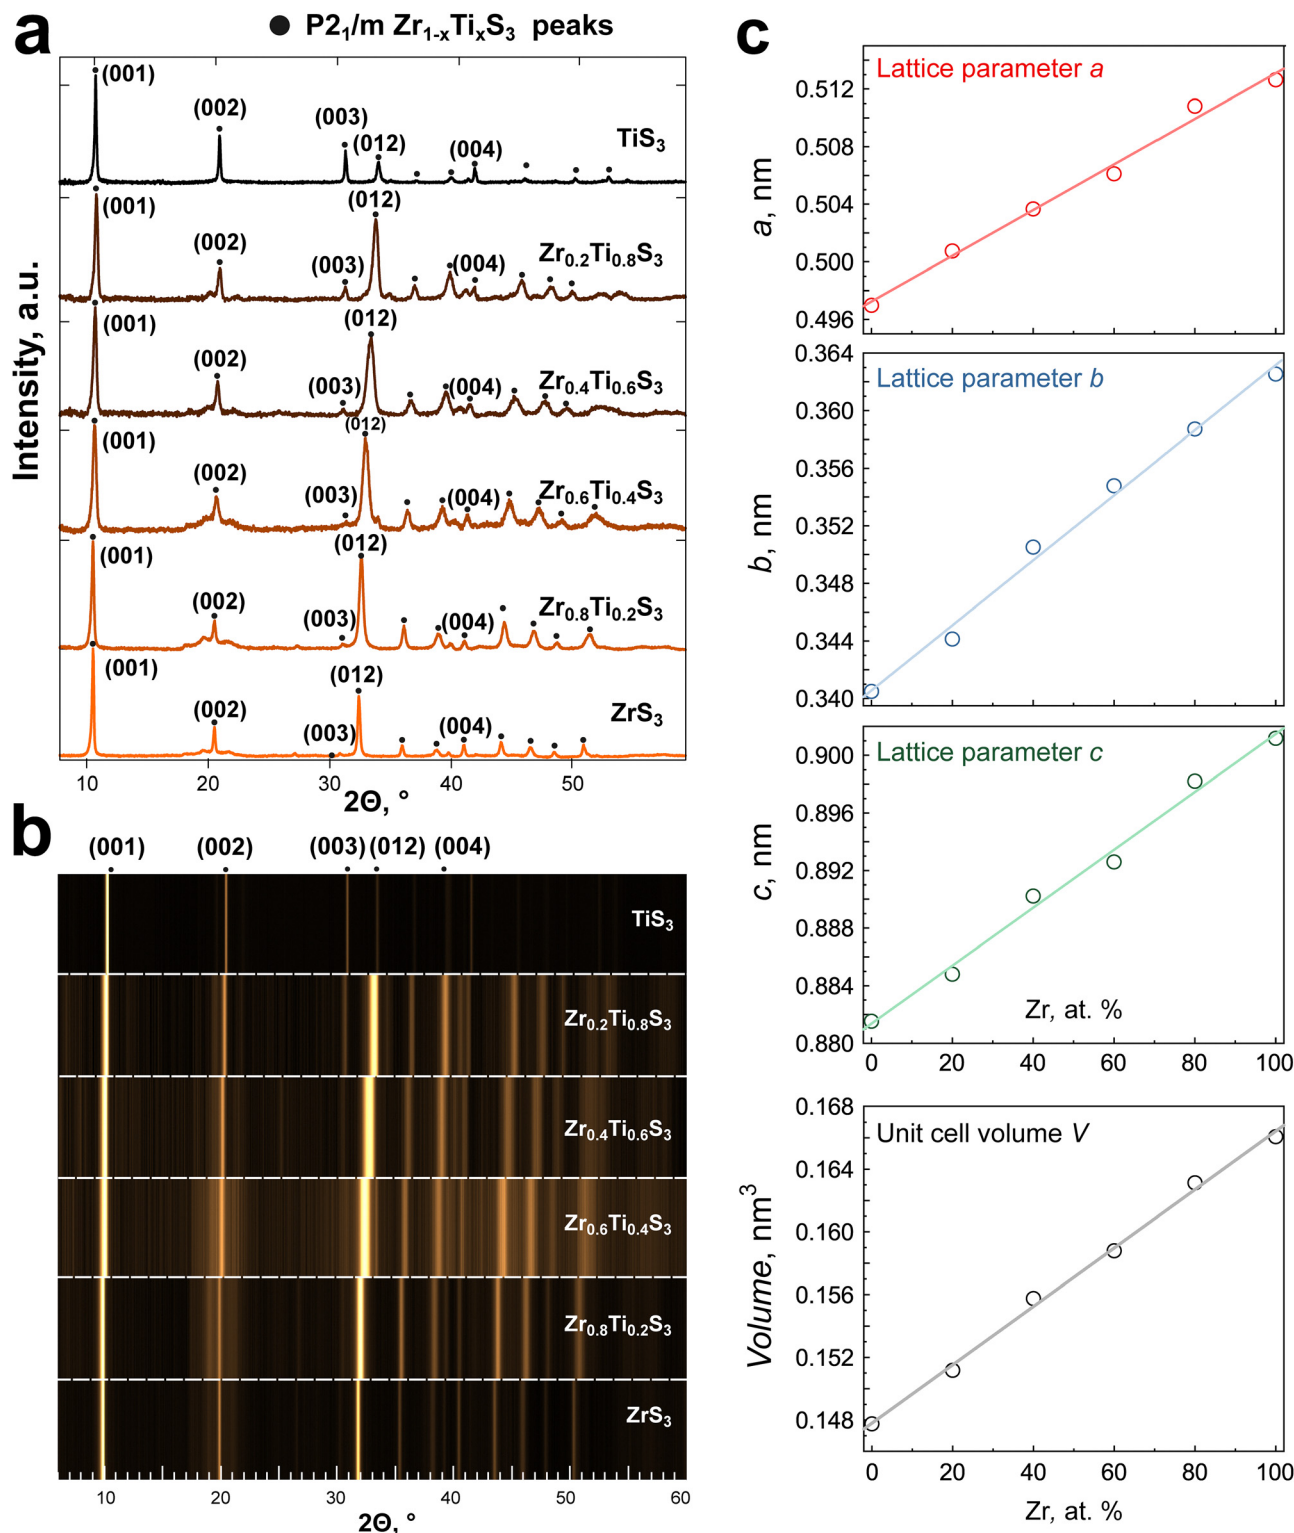 a
● P2₁/m Zr₁₋ₓTiₓS₃ peaks
Intensity, a.u.
(001)
(002)
(003)
(012)
(004)
TiS₃
(001)
(002)
(003)
(012)
(004)
Zr₀.₂Ti₀.₈S₃
(001)
(002)
(003)
(012)
(004)
Zr₀.₄Ti₀.₆S₃
(001)
(002)
(003)
(012)
(004)
Zr₀.₆Ti₀.₄S₃
(001)
(002)
(003)
(012)
(004)
Zr₀.₈Ti₀.₂S₃
(001)
(002)
(003)
(012)
(004)
ZrS₃
10 20 30 40 50
2Θ, °
b
(001) (002) (003) (012) (004)
TiS₃
Zr₀.₂Ti₀.₈S₃
Zr₀.₄Ti₀.₆S₃
Zr₀.₆Ti₀.₄S₃
Zr₀.₈Ti₀.₂S₃
ZrS₃
10 20 30 40 50 60
2Θ, °
c
Lattice parameter a
a, nm
0.512
0.508
0.504
0.500
0.496
Lattice parameter b
b, nm
0.364
0.360
0.356
0.352
0.348
0.344
0.340
Lattice parameter c
c, nm
0.900
0.896
0.892
0.888
0.884
0.880
Zr, at. %
0 20 40 60 80 100
Unit cell volume V
Volume, nm³
0.168
0.164
0.160
0.156
0.152
0.148
0 20 40 60 80 100
Zr, at. %